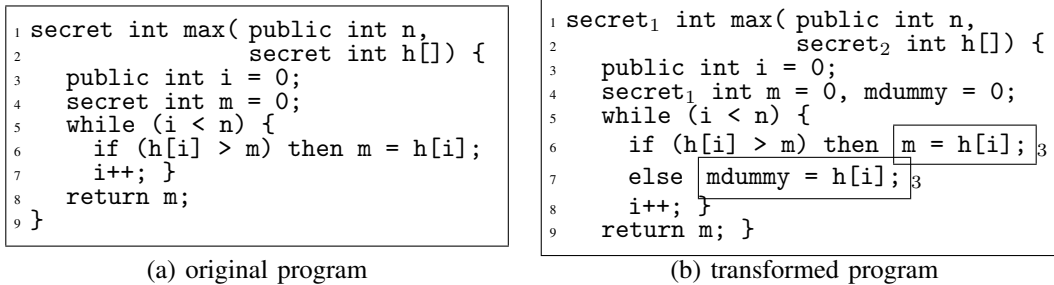 1 secret int max( public int n,
2 secret int h[]) {
3 public int i = 0;
4 secret int m = 0;
5 while (i < n) {
6 if (h[i] > m) then m = h[i];
7 i++; }
8 return m;
9 }
(a) original program
1 secret₁ int max( public int n,
2 secret₂ int h[]) {
3 public int i = 0;
4 secret₁ int m = 0, mdummy = 0;
5 while (i < n) {
6 if (h[i] > m) then m = h[i]; ₃
7 else mdummy = h[i]; ₃
8 i++; }
9 return m; }
(b) transformed program